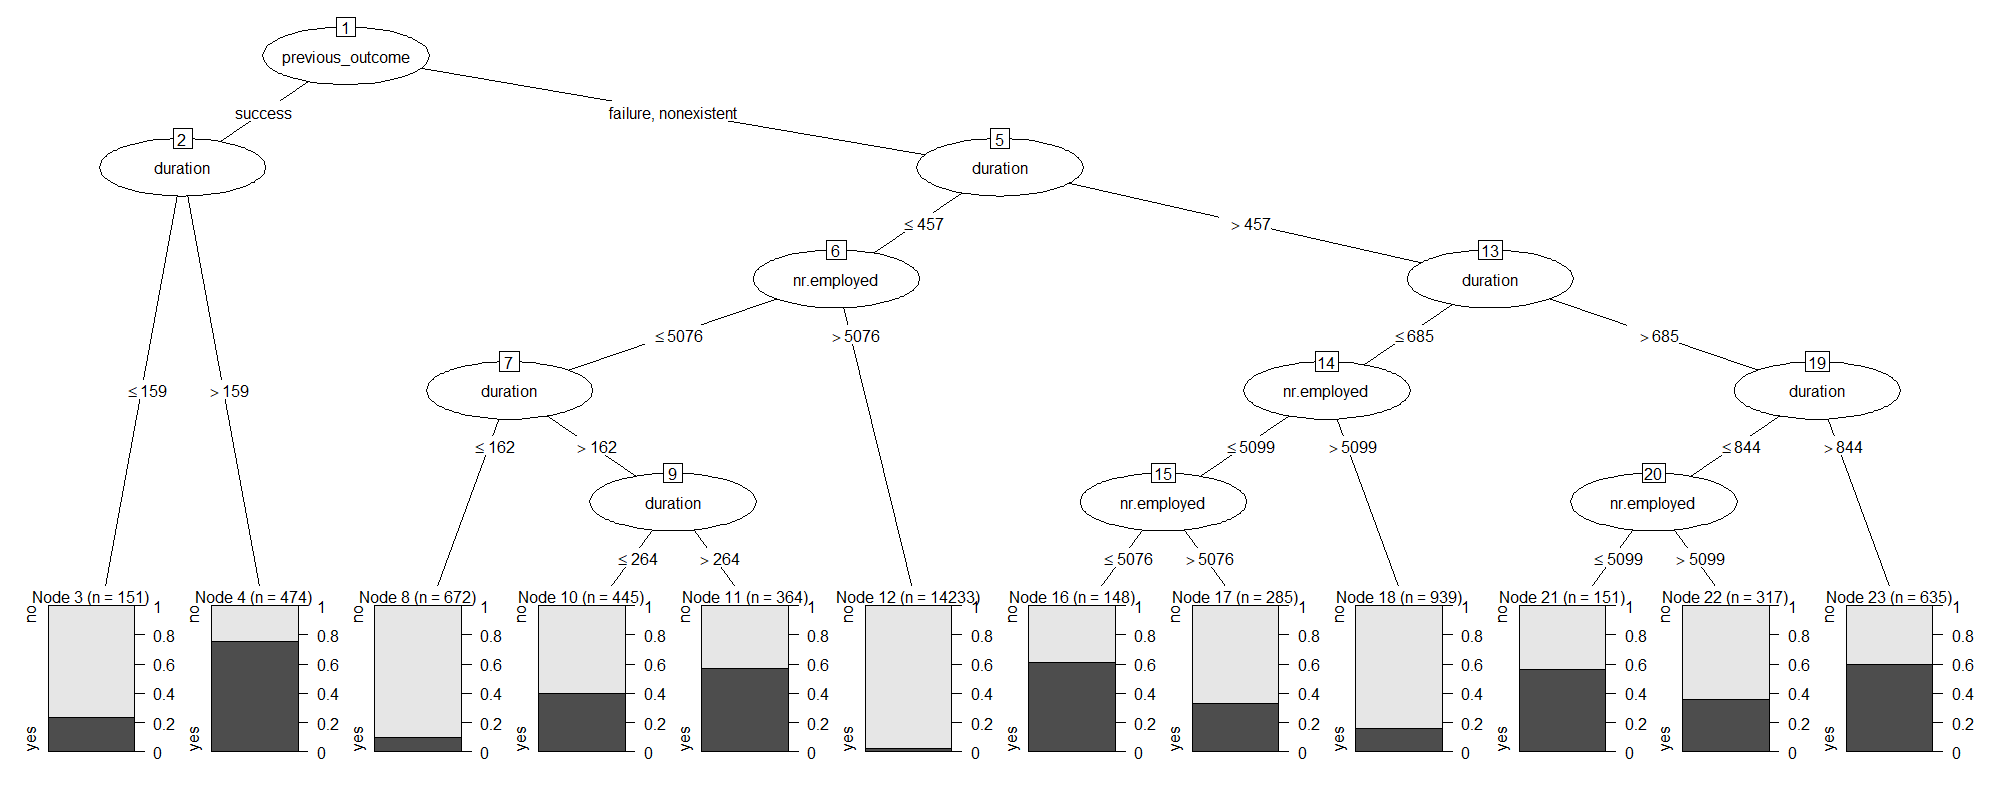 1
previous_outcome
success
failure, nonexistent
2
duration
5
duration
≤ 457
> 457
6
nr.employed
13
duration
≤ 5076
> 5076
≤ 685
> 685
7
duration
14
nr.employed
19
duration
≤ 159
> 159
≤ 162
> 162
≤ 5099
> 5099
≤ 844
> 844
9
duration
15
nr.employed
20
nr.employed
≤ 264
> 264
≤ 5076
> 5076
≤ 5099
> 5099
Node 3 (n = 151)
no
yes
1
0.8
0.6
0.4
0.2
0
Node 4 (n = 474)
no
yes
1
0.8
0.6
0.4
0.2
0
Node 8 (n = 672)
no
yes
1
0.8
0.6
0.4
0.2
0
Node 10 (n = 445)
no
yes
1
0.8
0.6
0.4
0.2
0
Node 11 (n = 364)
no
yes
1
0.8
0.6
0.4
0.2
0
Node 12 (n = 14233)
no
yes
1
0.8
0.6
0.4
0.2
0
Node 16 (n = 148)
no
yes
1
0.8
0.6
0.4
0.2
0
Node 17 (n = 285)
no
yes
1
0.8
0.6
0.4
0.2
0
Node 18 (n = 939)
no
yes
1
0.8
0.6
0.4
0.2
0
Node 21 (n = 151)
no
yes
1
0.8
0.6
0.4
0.2
0
Node 22 (n = 317)
no
yes
1
0.8
0.6
0.4
0.2
0
Node 23 (n = 635)
no
yes
1
0.8
0.6
0.4
0.2
0